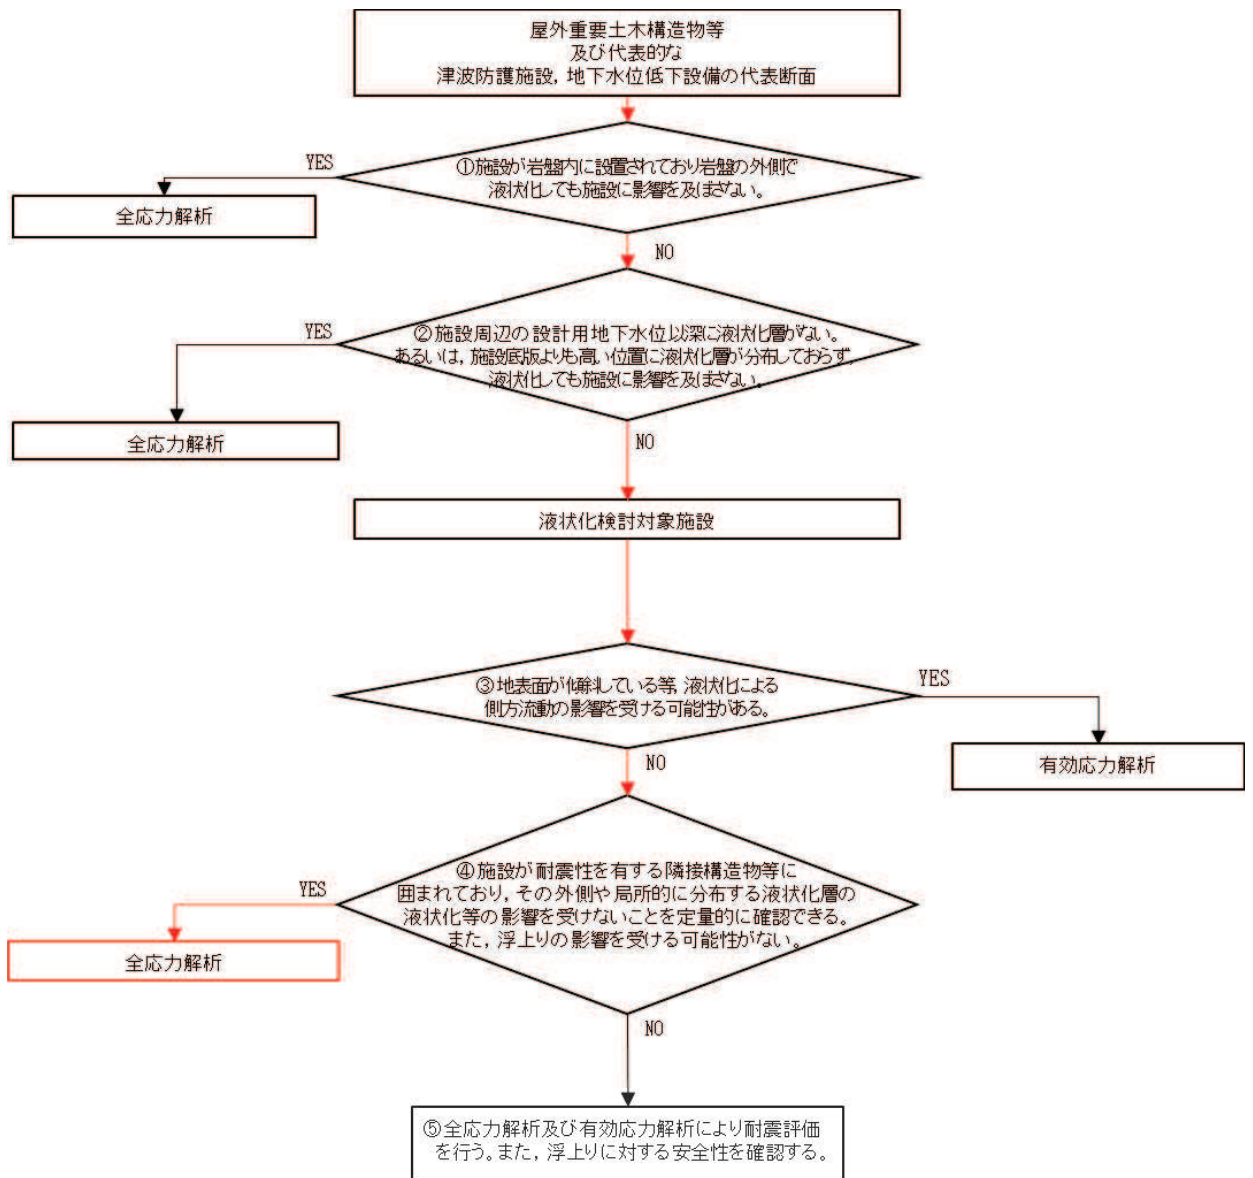 屋外重要土木構造物等
及び代表的な
津波防護施設，地下水位低下設備の代表断面
YES
①施設が岩盤内に設置されており岩盤の外側で
液状化しても施設に影響を及ぼさない。
全応力解析
NO
YES
②施設周辺の設計用地下水位以深に液状化層がない。
あるいは，施設底版よりも高い位置に液状化層が分布しておらず，
液状化しても施設に影響を及ぼさない。
全応力解析
NO
液状化検討対象施設
③地表面が傾斜している等，液状化による
側方流動の影響を受ける可能性がある。
YES
有効応力解析
NO
YES
④施設が耐震性を有する隣接構造物等に
囲まれており，その外側や局所的に分布する液状化層の
液状化等の影響を受けないことを定量的に確認できる。
また，浮上りの影響を受ける可能性がない。
全応力解析
NO
⑤全応力解析及び有効応力解析により耐震評価
を行う。また，浮上りに対する安全性を確認する。